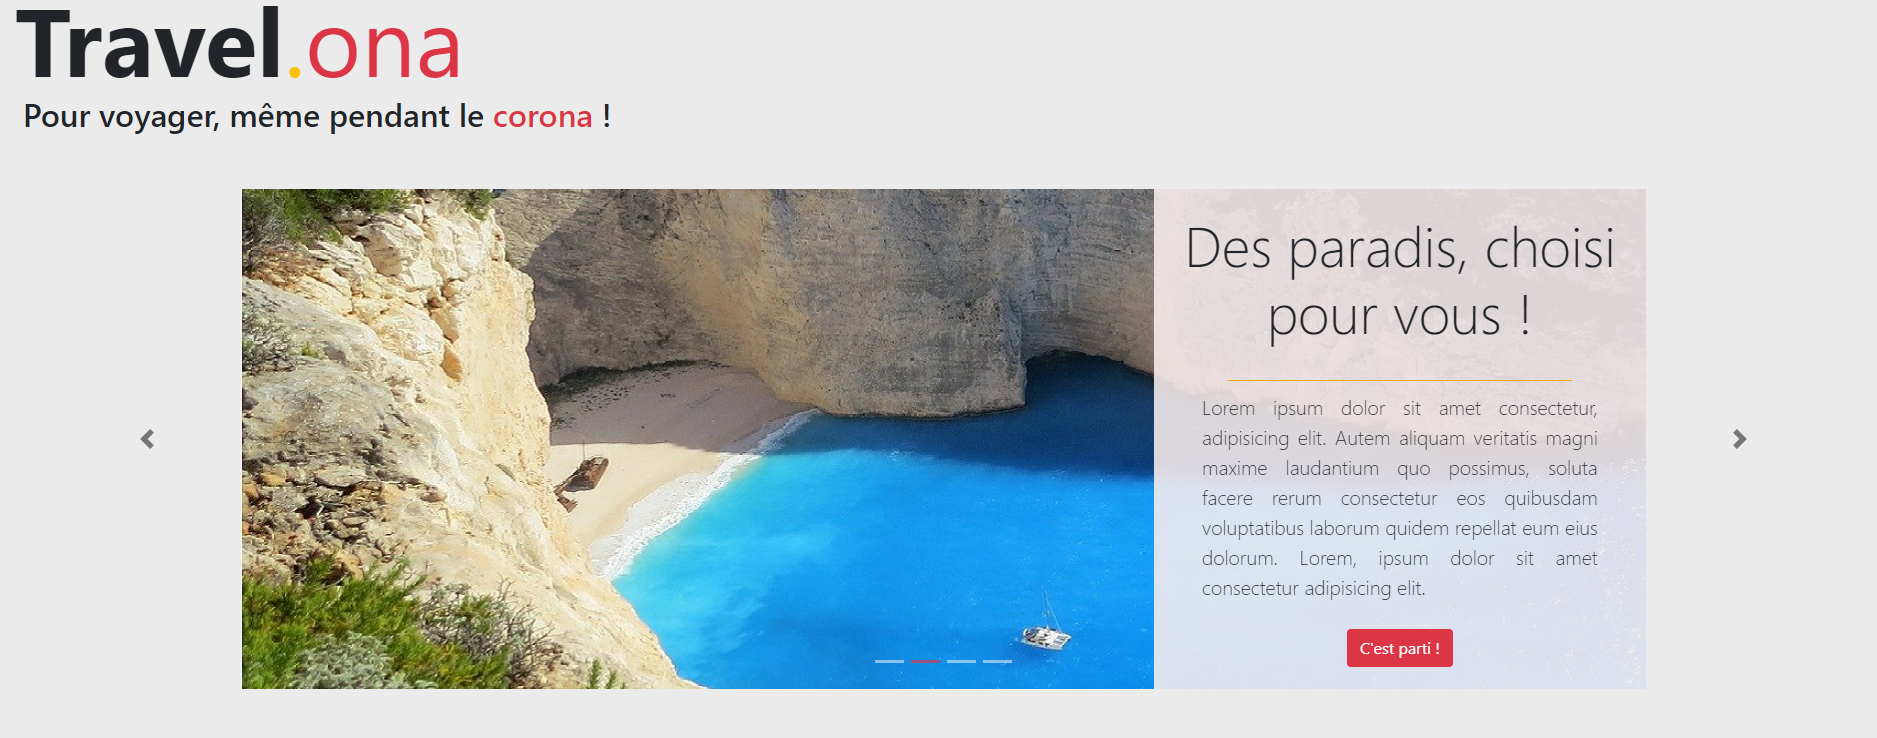 Travel.ona
Pour voyager, même pendant le corona !
Des paradis, choisi
pour vous !
Lorem ipsum dolor sit amet consectetur,
adipisicing elit. Autem aliquam veritatis magni
maxime laudantium quo possimus, soluta
facere rerum consectetur eos quibusdam
voluptatibus laborum quidem repellat eum eius
dolorum. Lorem, ipsum dolor sit amet
consectetur adipisicing elit.
C'est parti !